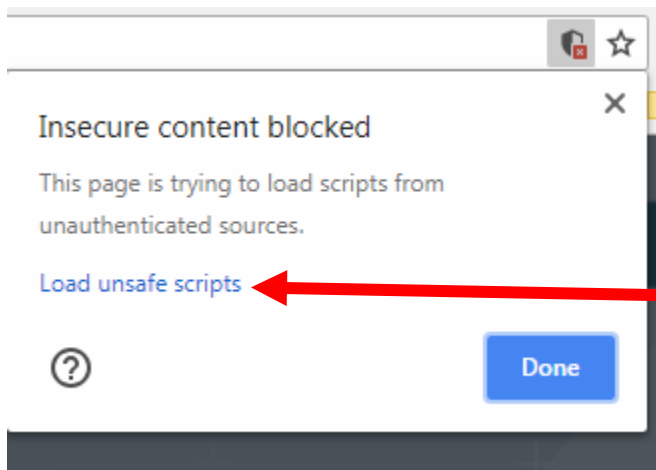 Insecure content blocked
This page is trying to load scripts from
unauthenticated sources.
Load unsafe scripts
Done